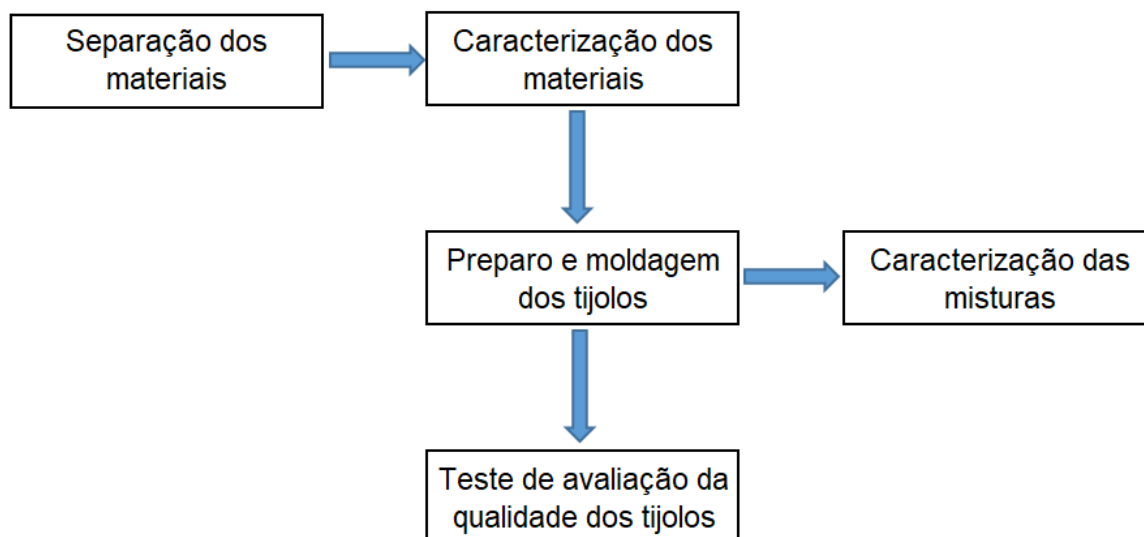 Separação dos
materiais
Caracterização dos
materiais
Preparo e moldagem
dos tijolos
Caracterização das
misturas
Teste de avaliação da
qualidade dos tijolos